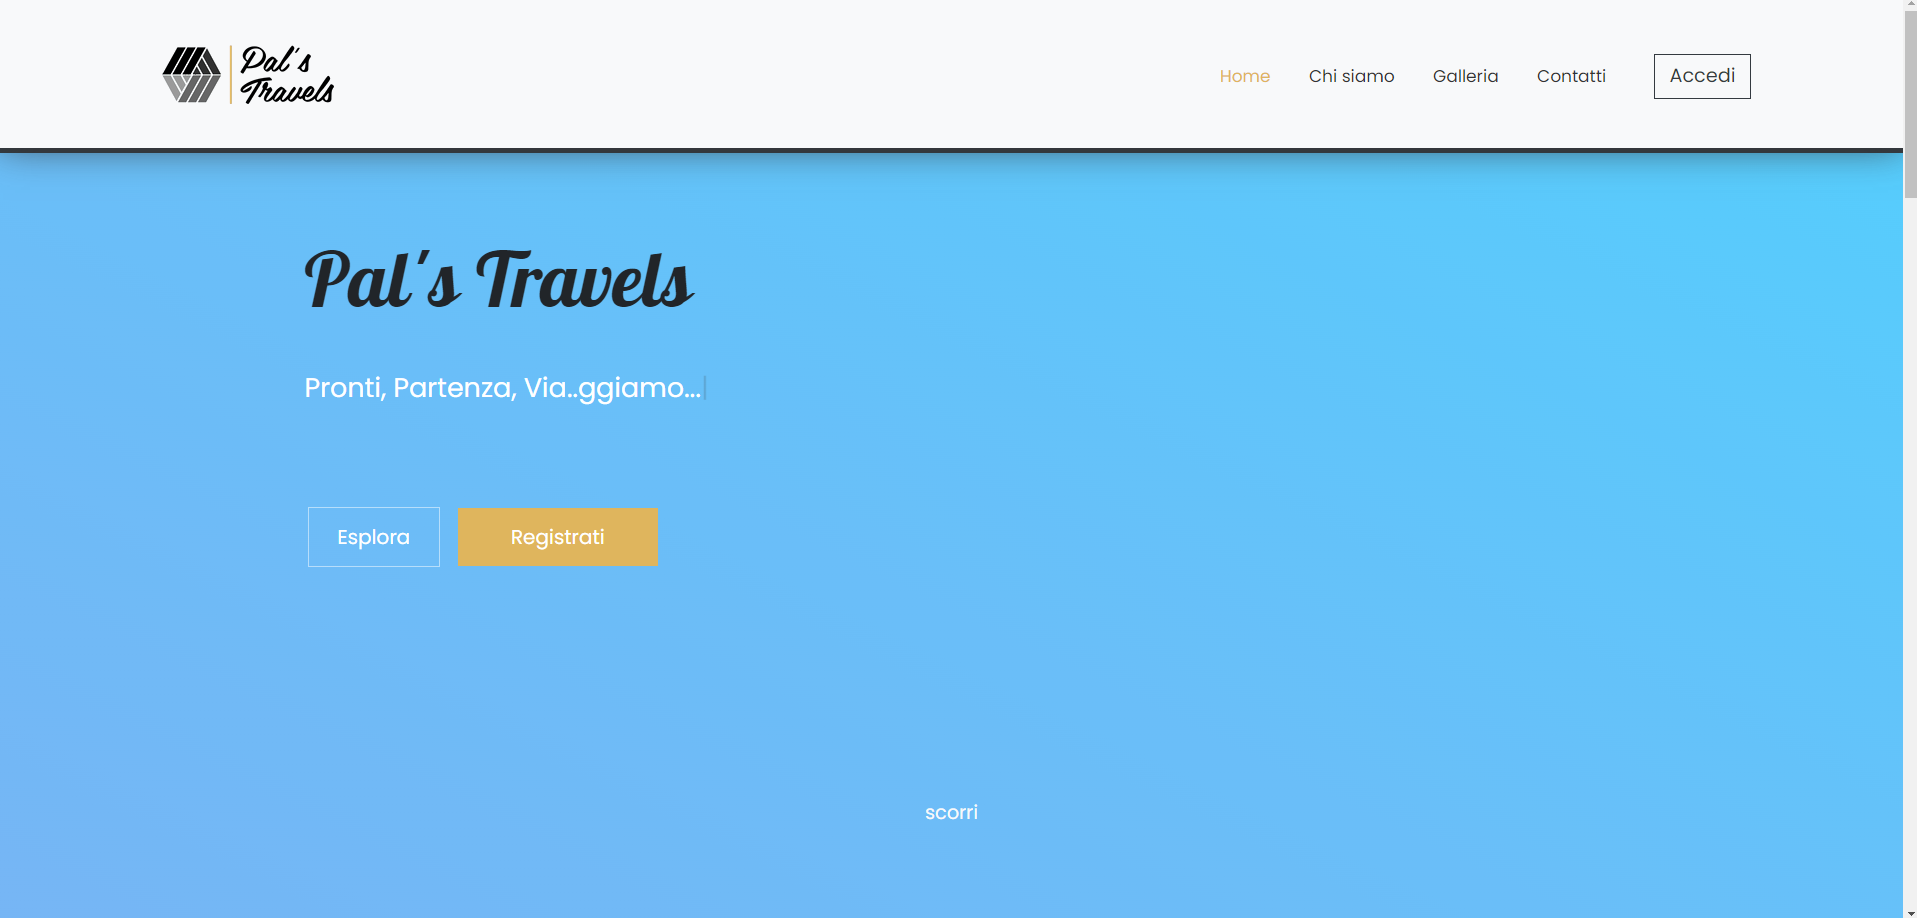 Pal's
Travels
Home Chi siamo Galleria Contatti Accedi
Pal's Travels
Pronti, Partenza, Via..ggiamo...
Esplora Registrati
scorri